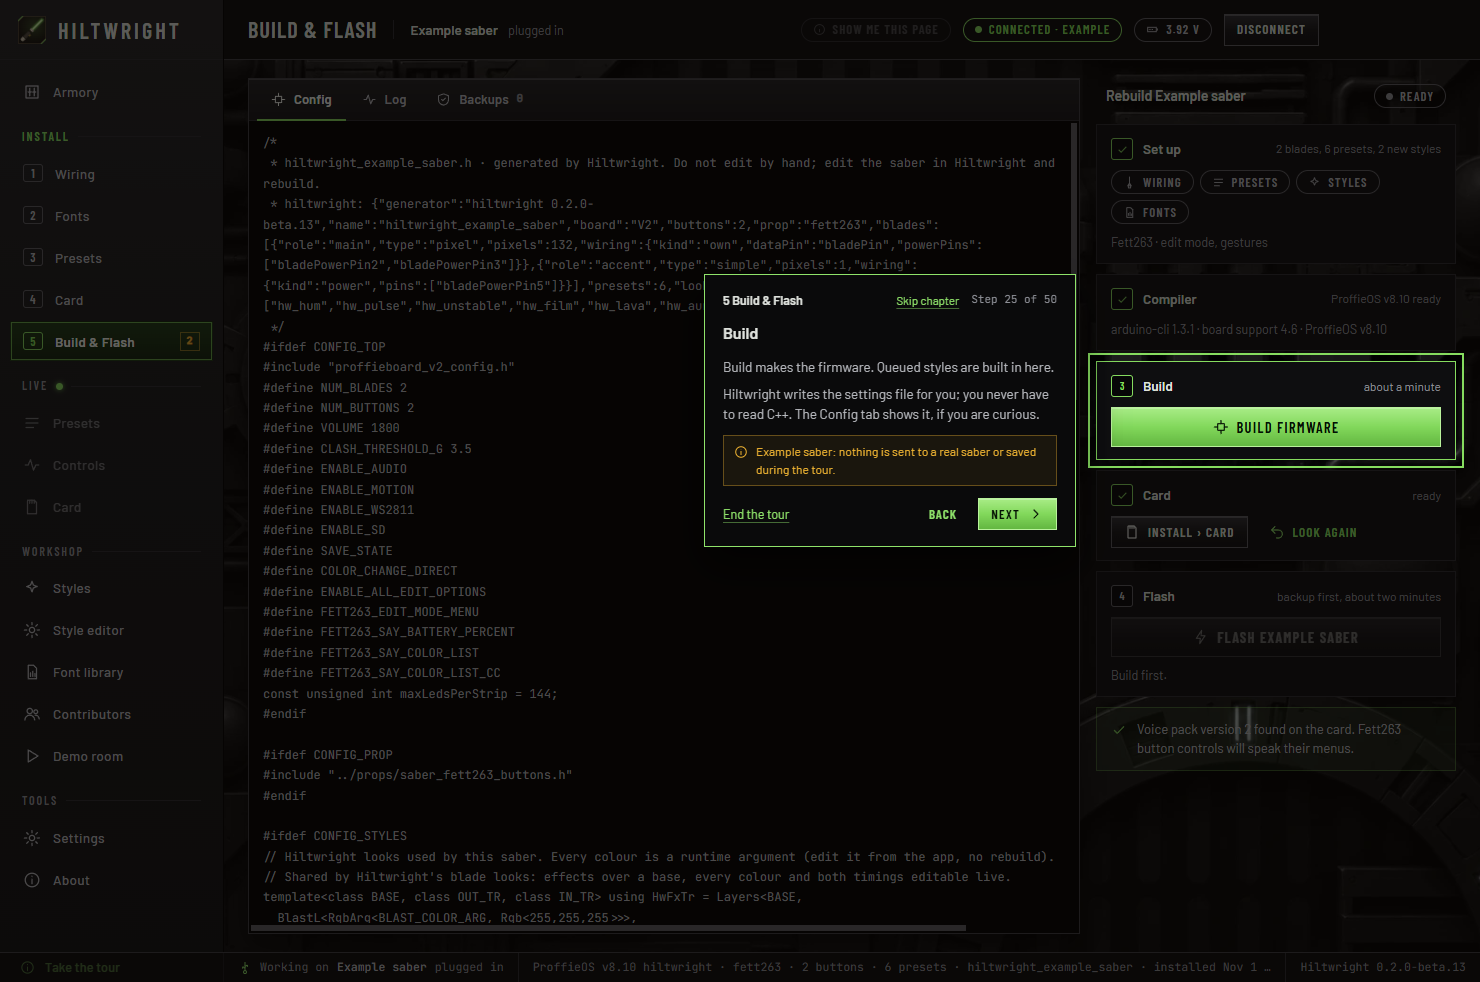 HILTWRIGHT
BUILD & FLASH
Example saber plugged in
SHOW ME THIS PAGE
CONNECTED · EXAMPLE
3.92 V
DISCONNECT
Armory
INSTALL
1 Wiring
2 Fonts
3 Presets
4 Card
5 Build & Flash 2
LIVE
Presets
Controls
Card
WORKSHOP
Styles
Style editor
Font library
Contributors
Demo room
TOOLS
Settings
About
Take the tour
Config
Log
Backups 0
/*
* hiltwright_example_saber.h · generated by Hiltwright. Do not edit by hand; edit the saber in Hiltwright and
rebuild.
* hiltwright: {"generator":"hiltwright 0.2.0-
beta.13","name":"hiltwright_example_saber","board":"V2","buttons":2,"prop":"fett263","blades":
[{"role":"main","type":"pixel","pixels":132,"wiring":{"kind":"own","dataPin":"bladePin","powerPins":
["bladePowerPin2","bladePowerPin3"]}},{"role":"accent","type":"simple","pixels":1,"wiring":
{"kind":"power","pins":["bladePowerPin5"]}}],"presets":6,
["hw_hum","hw_pulse","hw_unstable","hw_film","hw_lava",
*/
#ifdef CONFIG_TOP
#include "proffieboard_v2_config.h"
#define NUM_BLADES 2
#define NUM_BUTTONS 2
#define VOLUME 1800
#define CLASH_THRESHOLD_G 3.5
#define ENABLE_AUDIO
#define ENABLE_MOTION
#define ENABLE_WS2811
#define ENABLE_SD
#define SAVE_STATE
#define COLOR_CHANGE_DIRECT
#define ENABLE_ALL_EDIT_OPTIONS
#define FETT263_EDIT_MODE_MENU
#define FETT263_SAY_BATTERY_PERCENT
#define FETT263_SAY_COLOR_LIST
#define FETT263_SAY_COLOR_LIST_CC
const unsigned int maxLedsPerStrip = 144;
#endif
#ifdef CONFIG_PROP
#include "../props/saber_fett263_buttons.h"
#endif
#ifdef CONFIG_STYLES
// Hiltwright looks used by this saber. Every colour is a runtime argument (edit it from the app, no rebuild).
// Shared by Hiltwright's blade looks: effects over a base, every colour and both timings editable live.
template<class BASE, class OUT_TR, class IN_TR> using HwFxTr = Layers<BASE,
BlastL<RgbArg<BLAST_COLOR_ARG, Rgb<255,255,255>>>,
5 Build & Flash
Skip chapter
Step 25 of 50
Build
Build makes the firmware. Queued styles are built in here.
Hiltwright writes the settings file for you; you never have
to read C++. The Config tab shows it, if you are curious.
Example saber: nothing is sent to a real saber or saved
during the tour.
End the tour
BACK
NEXT
Rebuild Example saber
READY
Set up
2 blades, 6 presets, 2 new styles
WIRING
PRESETS
STYLES
FONTS
Fett263 · edit mode, gestures
Compiler
ProffieOS v8.10 ready
arduino-cli 1.3.1 · board support 4.6 · ProffieOS v8.10
3 Build
about a minute
BUILD FIRMWARE
Card
ready
INSTALL › CARD
LOOK AGAIN
4 Flash
backup first, about two minutes
FLASH EXAMPLE SABER
Build first.
Voice pack version 2 found on the card. Fett263
button controls will speak their menus.
Working on Example saber plugged in
ProffieOS v8.10 hiltwright · fett263 · 2 buttons · 6 presets · hiltwright_example_saber · installed Nov 1 …
Hiltwright 0.2.0-beta.13